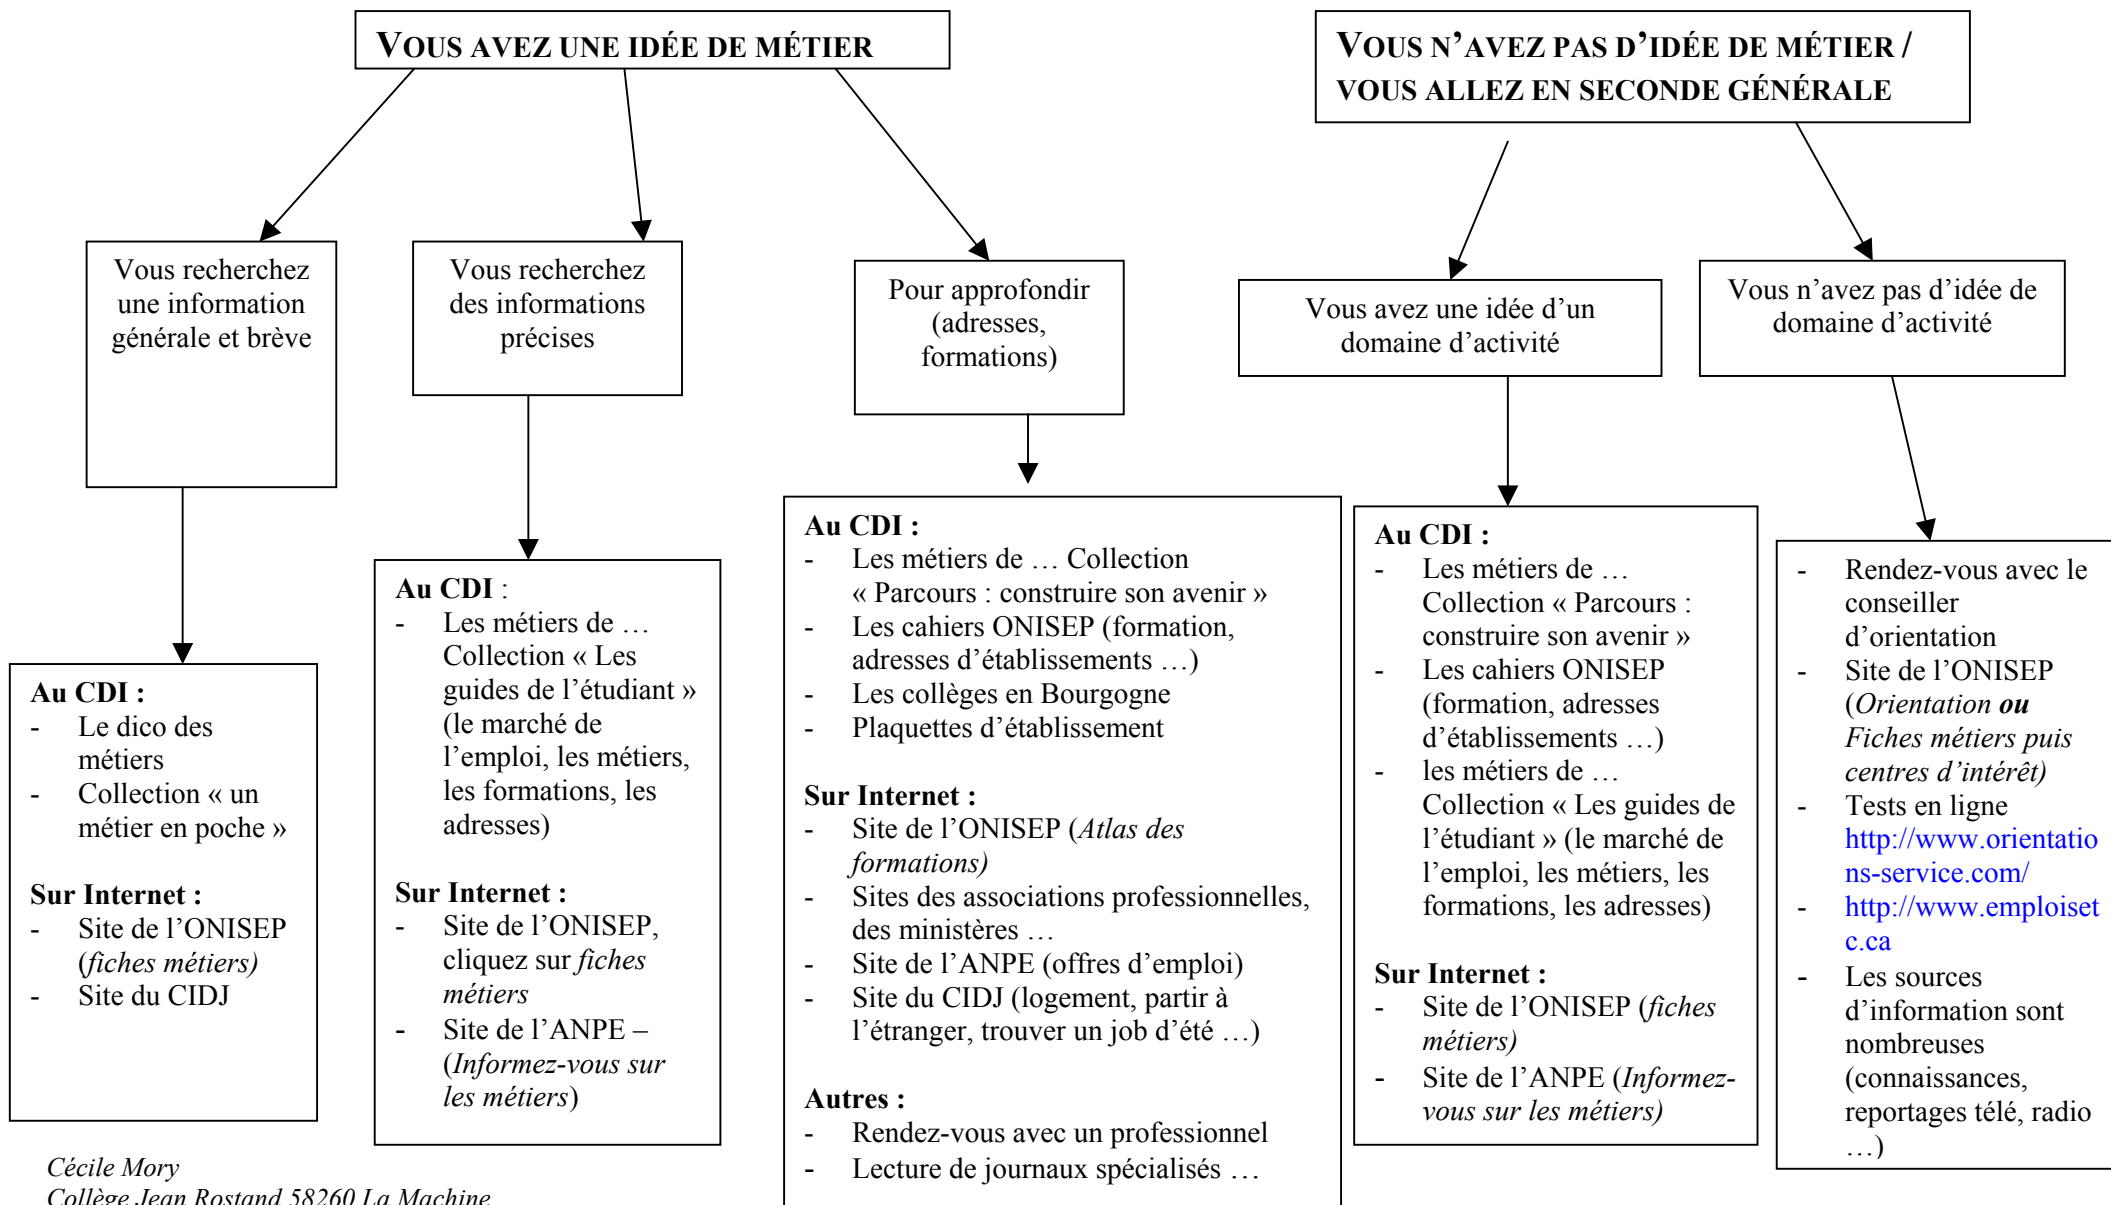 VOUS AVEZ UNE IDÉE DE MÉTIER
VOUS N’AVEZ PAS D’IDÉE DE MÉTIER /
VOUS ALLEZ EN SECONDE GÉNÉRALE
Vous recherchez
une information
générale et brève
Vous recherchez
des informations
précises
Pour approfondir
(adresses,
formations)
Vous avez une idée d’un
domaine d’activité
Vous n’avez pas d’idée de
domaine d’activité
Au CDI :
- Le dico des
métiers
- Collection « un
métier en poche »
Sur Internet :
- Site de l’ONISEP
(fiches métiers)
- Site du CIDJ
Au CDI :
- Les métiers de …
Collection « Les
guides de l’étudiant »
(le marché de
l’emploi, les métiers,
les formations, les
adresses)
Sur Internet :
- Site de l’ONISEP,
cliquez sur fiches
métiers
- Site de l’ANPE –
(Informez-vous sur
les métiers)
Au CDI :
- Les métiers de … Collection
« Parcours : construire son avenir »
- Les cahiers ONISEP (formation,
adresses d’établissements …)
- Les collèges en Bourgogne
- Plaquettes d’établissement
Sur Internet :
- Site de l’ONISEP (Atlas des
formations)
- Sites des associations professionnelles,
des ministères …
- Site de l’ANPE (offres d’emploi)
- Site du CIDJ (logement, partir à
l’étranger, trouver un job d’été …)
Autres :
- Rendez-vous avec un professionnel
- Lecture de journaux spécialisés …
Au CDI :
- Les métiers de …
Collection « Parcours :
construire son avenir »
- Les cahiers ONISEP
(formation, adresses
d’établissements …)
- les métiers de …
Collection « Les guides de
l’étudiant » (le marché de
l’emploi, les métiers, les
formations, les adresses)
Sur Internet :
- Site de l’ONISEP (fiches
métiers)
- Site de l’ANPE (Informez-
vous sur les métiers)
- Rendez-vous avec le
conseiller
d’orientation
- Site de l’ONISEP
(Orientation ou
Fiches métiers puis
centres d’intérêt)
- Tests en ligne
http://www.orientatio
ns-service.com/
- http://www.emploiset
c.ca
- Les sources
d’information sont
nombreuses
(connaissances,
reportages télé, radio
…)
Cécile Mory
Collège Jean Rostand 58260 La Machine